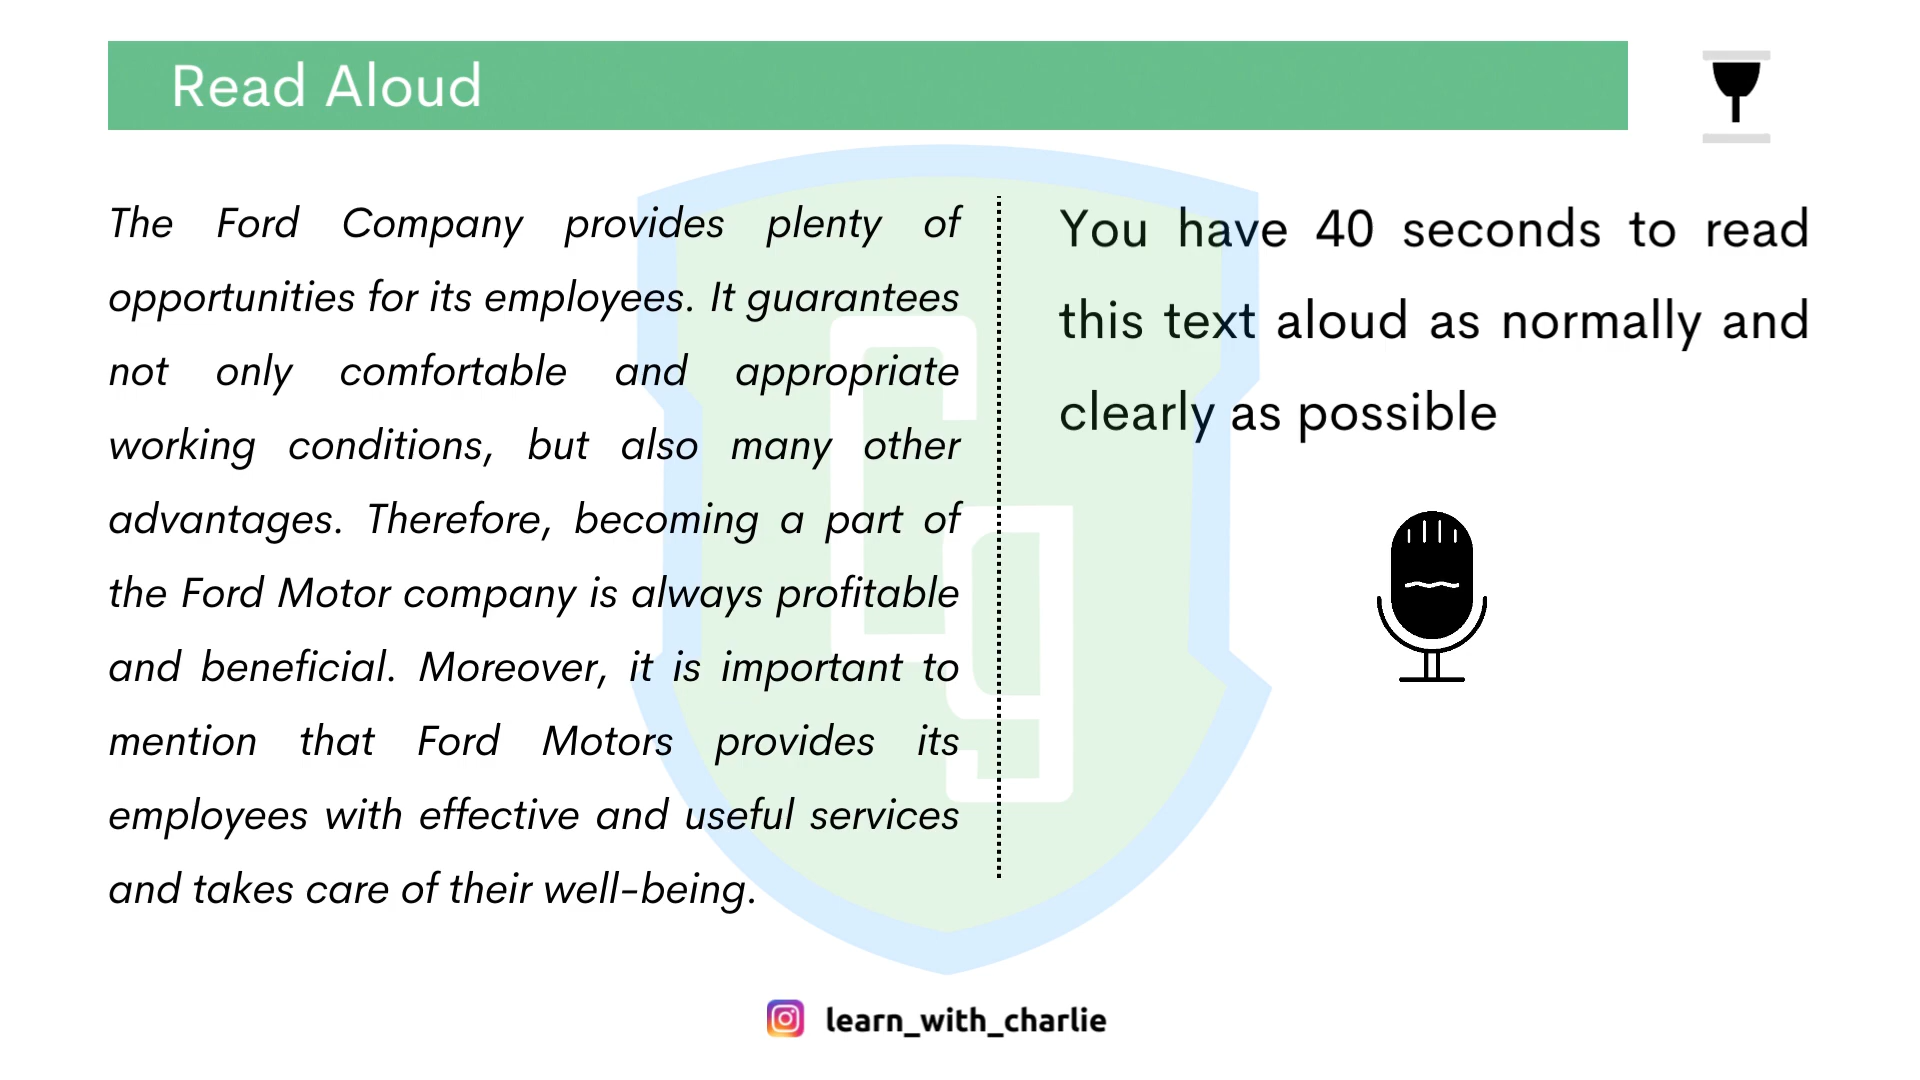 Read Aloud
The Ford Company provides plenty of
opportunities for its employees. It guarantees
not only comfortable and appropriate
working conditions, but also many other
advantages. Therefore, becoming a part of
the Ford Motor company is always profitable
and beneficial. Moreover, it is important to
mention that Ford Motors provides its
employees with effective and useful services
and takes care of their well-being.
You have 40 seconds to read
this text aloud as normally and
clearly as possible
Cg
learn_with_charlie